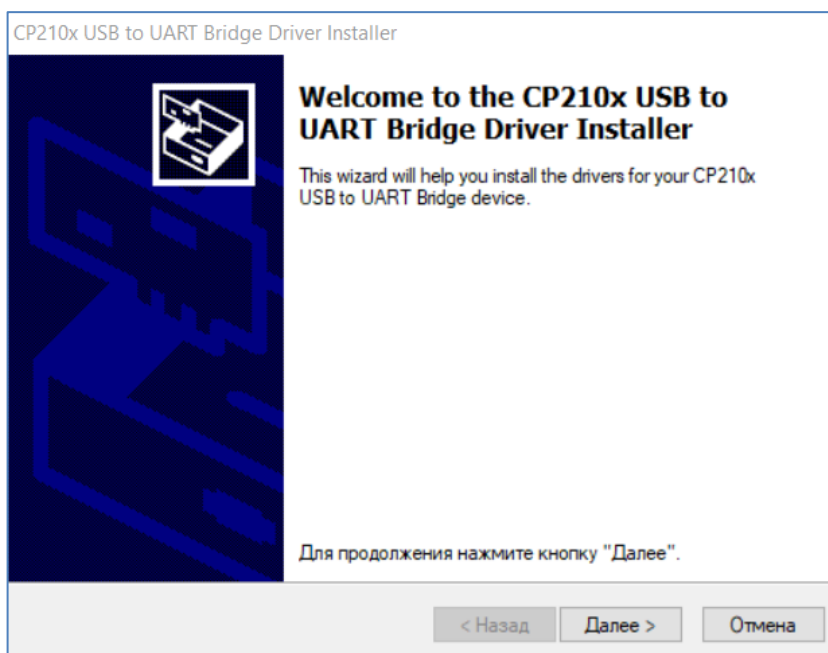 CP210x USB to UART Bridge Driver Installer
Welcome to the CP210x USB to
UART Bridge Driver Installer
This wizard will help you install the drivers for your CP210x
USB to UART Bridge device.
Для продолжения нажмите кнопку "Далее".
< Назад Далее > Отмена